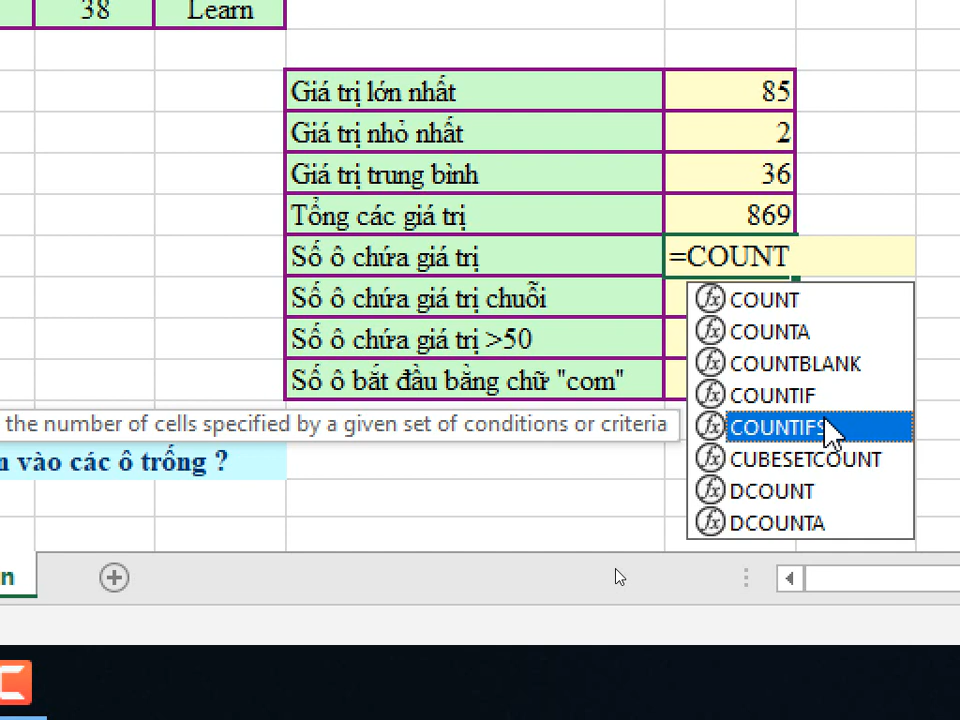 38 Learn
Giá trị lớn nhất 85
Giá trị nhỏ nhất 2
Giá trị trung bình 36
Tổng các giá trị 869
Số ô chứa giá trị =COUNT
Số ô chứa giá trị chuỗi
Số ô chứa giá trị >50
Số ô bắt đầu bằng chữ "com"
COUNT
COUNTA
COUNTBLANK
COUNTIF
COUNTIFS
CUBESETCOUNT
DCOUNT
DCOUNTA
the number of cells specified by a given set of conditions or criteria
vào các ô trống ?